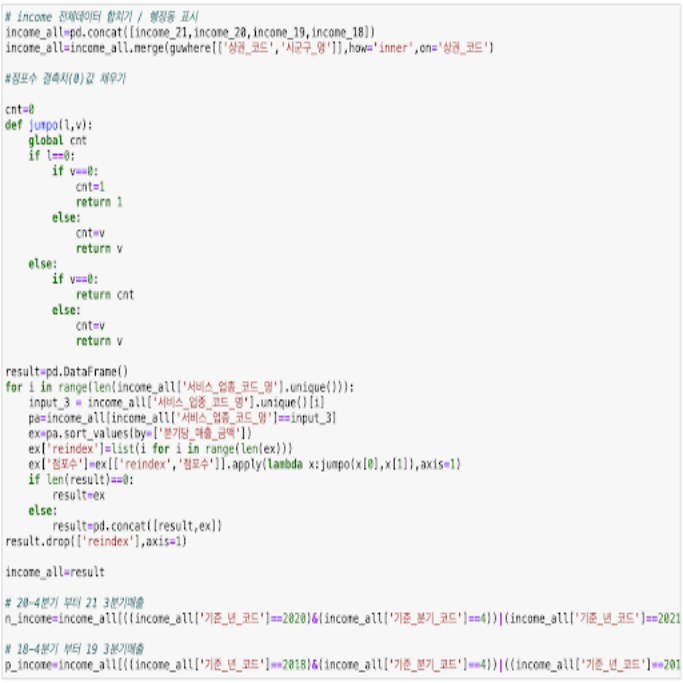 # income 전체데이터 합치기 / 행정동 표시
income_all=pd.concat([income_21,income_20,income_19,income_18])
income_all=income_all.merge(guwhere[['상권_코드','시군구_명']],how='inner',on='상권_코드')
#점포수 결측치(0)값 채우기
cnt=0
def jumpo(l,v):
    global cnt
    if l==0:
        if v==0:
            cnt=1
            return 1
        else:
            cnt=v
            return v
    else:
        if v==0:
            return cnt
        else:
            cnt=v
            return v
result=pd.DataFrame()
for i in range(len(income_all['서비스_업종_코드_명'].unique())):
    input_3 = income_all['서비스_업종_코드_명'].unique()[i]
    pa=income_all[income_all['서비스_업종_코드_명']==input_3]
    ex=pa.sort_values(by=['분기당_매출_금액'])
    ex['reindex']=list(i for i in range(len(ex)))
    ex['점포수']=ex[['reindex','점포수']].apply(lambda x:jumpo(x[0],x[1]),axis=1)
    if len(result)==0:
        result=ex
    else:
        result=pd.concat([result,ex])
result.drop(['reindex'],axis=1)
income_all=result
# 20-4분기 부터 21 3분기매출
n_income=income_all[((income_all['기준_년_코드']==2020)&(income_all['기준_분기_코드']==4))|(income_all['기준_년_코드']==2021
# 18-4분기 부터 19 3분기매출
p_income=income_all[((income_all['기준_년_코드']==2018)&(income_all['기준_분기_코드']==4))|((income_all['기준_년_코드']==201